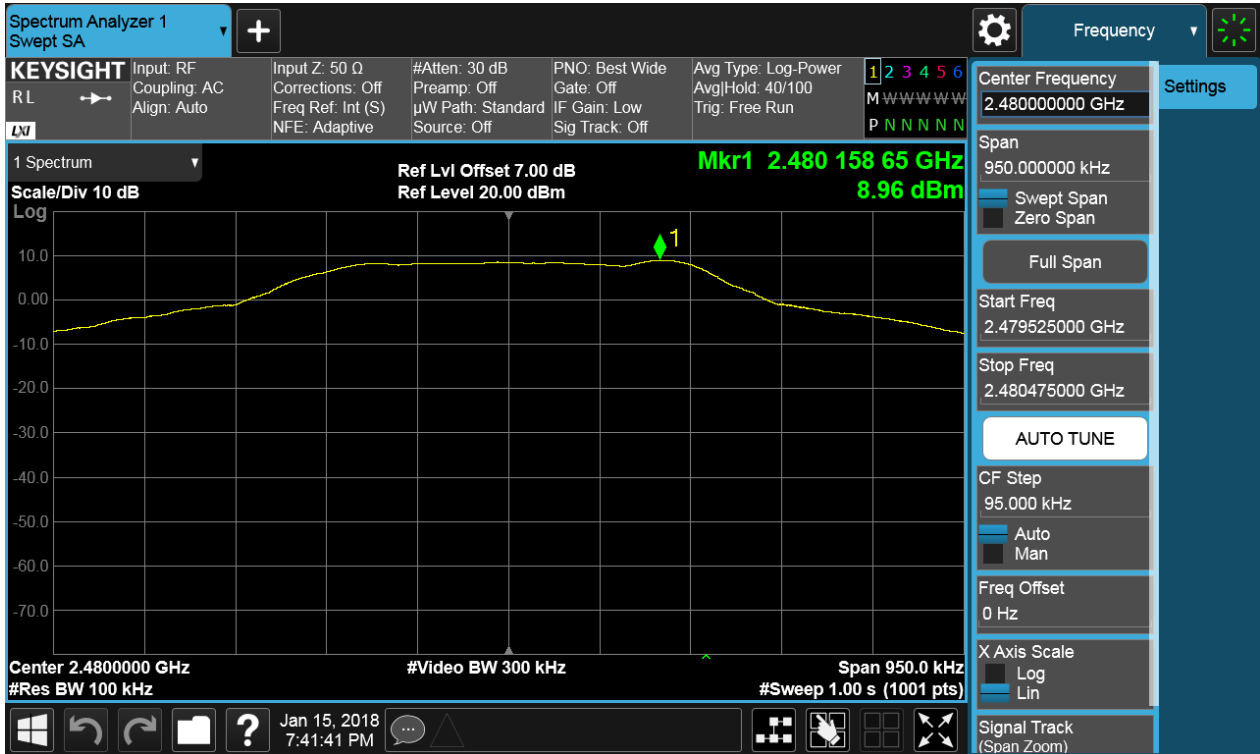 Spectrum Analyzer 1
Swept SA
+
Frequency
KEYSIGHT
RL
LXI
Input: RF
Coupling: AC
Align: Auto
Input Z: 50 Ω
Corrections: Off
Freq Ref: Int (S)
NFE: Adaptive
#Atten: 30 dB
Preamp: Off
µW Path: Standard
Source: Off
PNO: Best Wide
Gate: Off
IF Gain: Low
Sig Track: Off
Avg Type: Log-Power
Avg|Hold: 40/100
Trig: Free Run
1 2 3 4 5 6
M W W W W W
P N N N N N
1 Spectrum
Scale/Div 10 dB
Ref Lvl Offset 7.00 dB
Ref Level 20.00 dBm
Mkr1 2.480 158 65 GHz
8.96 dBm
Log
1
10.0
0.00
-10.0
-20.0
-30.0
-40.0
-50.0
-60.0
-70.0
Center 2.4800000 GHz
#Res BW 100 kHz
#Video BW 300 kHz
Span 950.0 kHz
#Sweep 1.00 s (1001 pts)
Center Frequency
2.480000000 GHz
Span
950.000000 kHz
Swept Span
Zero Span
Full Span
Start Freq
2.479525000 GHz
Stop Freq
2.480475000 GHz
AUTO TUNE
CF Step
95.000 kHz
Auto
Man
Freq Offset
0 Hz
X Axis Scale
Log
Lin
Signal Track
(Span Zoom)
Settings
?
Jan 15, 2018
7:41:41 PM